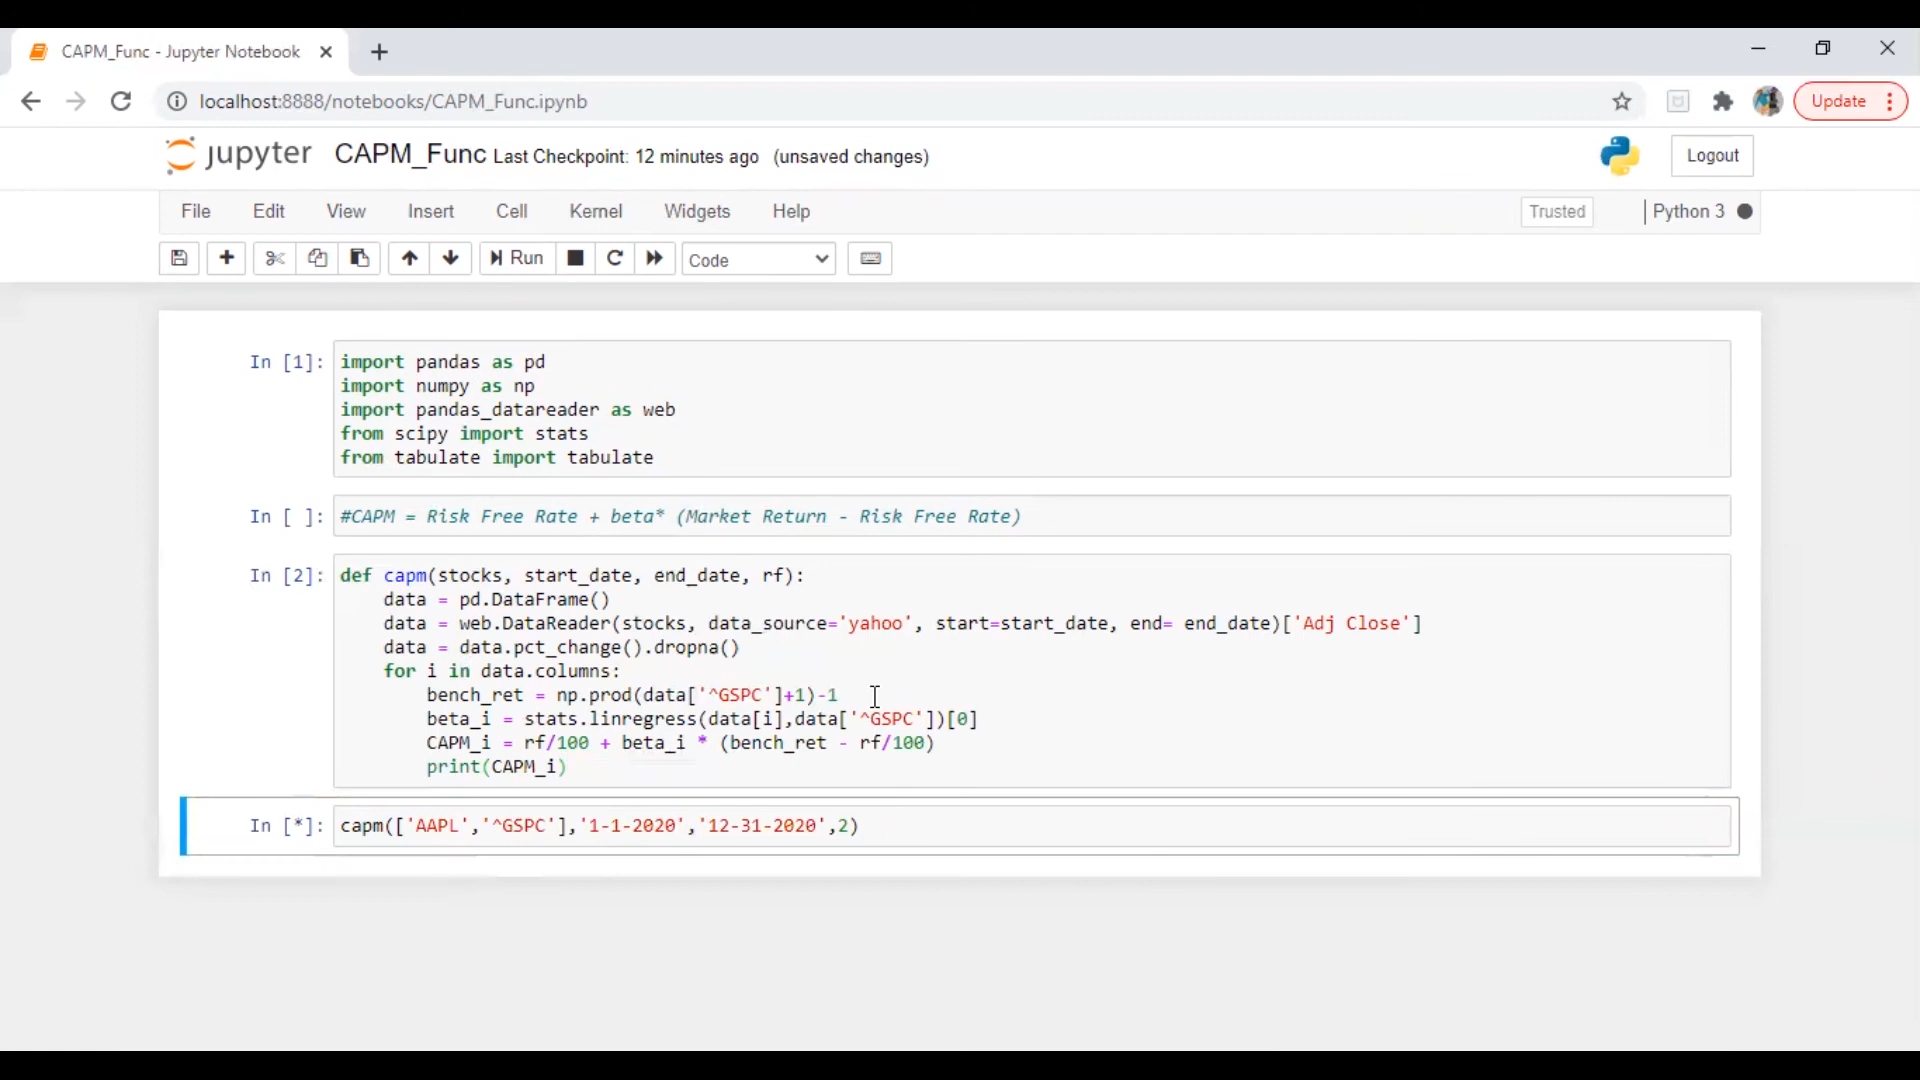 CAPM_Func - Jupyter Notebook
localhost:8888/notebooks/CAPM_Func.ipynb
Update
jupyter CAPM_Func Last Checkpoint: 12 minutes ago (unsaved changes)
Logout
File Edit View Insert Cell Kernel Widgets Help
Trusted
Python 3
Run
Code
In [1]:
import pandas as pd
import numpy as np
import pandas_datareader as web
from scipy import stats
from tabulate import tabulate
In [ ]:
#CAPM = Risk Free Rate + beta* (Market Return - Risk Free Rate)
In [2]:
def capm(stocks, start_date, end_date, rf):
    data = pd.DataFrame()
    data = web.DataReader(stocks, data_source='yahoo', start=start_date, end= end_date)['Adj Close']
    data = data.pct_change().dropna()
    for i in data.columns:
        bench_ret = np.prod(data['^GSPC']+1)-1
        beta_i = stats.linregress(data[i],data['^GSPC'])[0]
        CAPM_i = rf/100 + beta_i * (bench_ret - rf/100)
        print(CAPM_i)
In [*]:
capm(['AAPL','^GSPC'],'1-1-2020','12-31-2020',2)